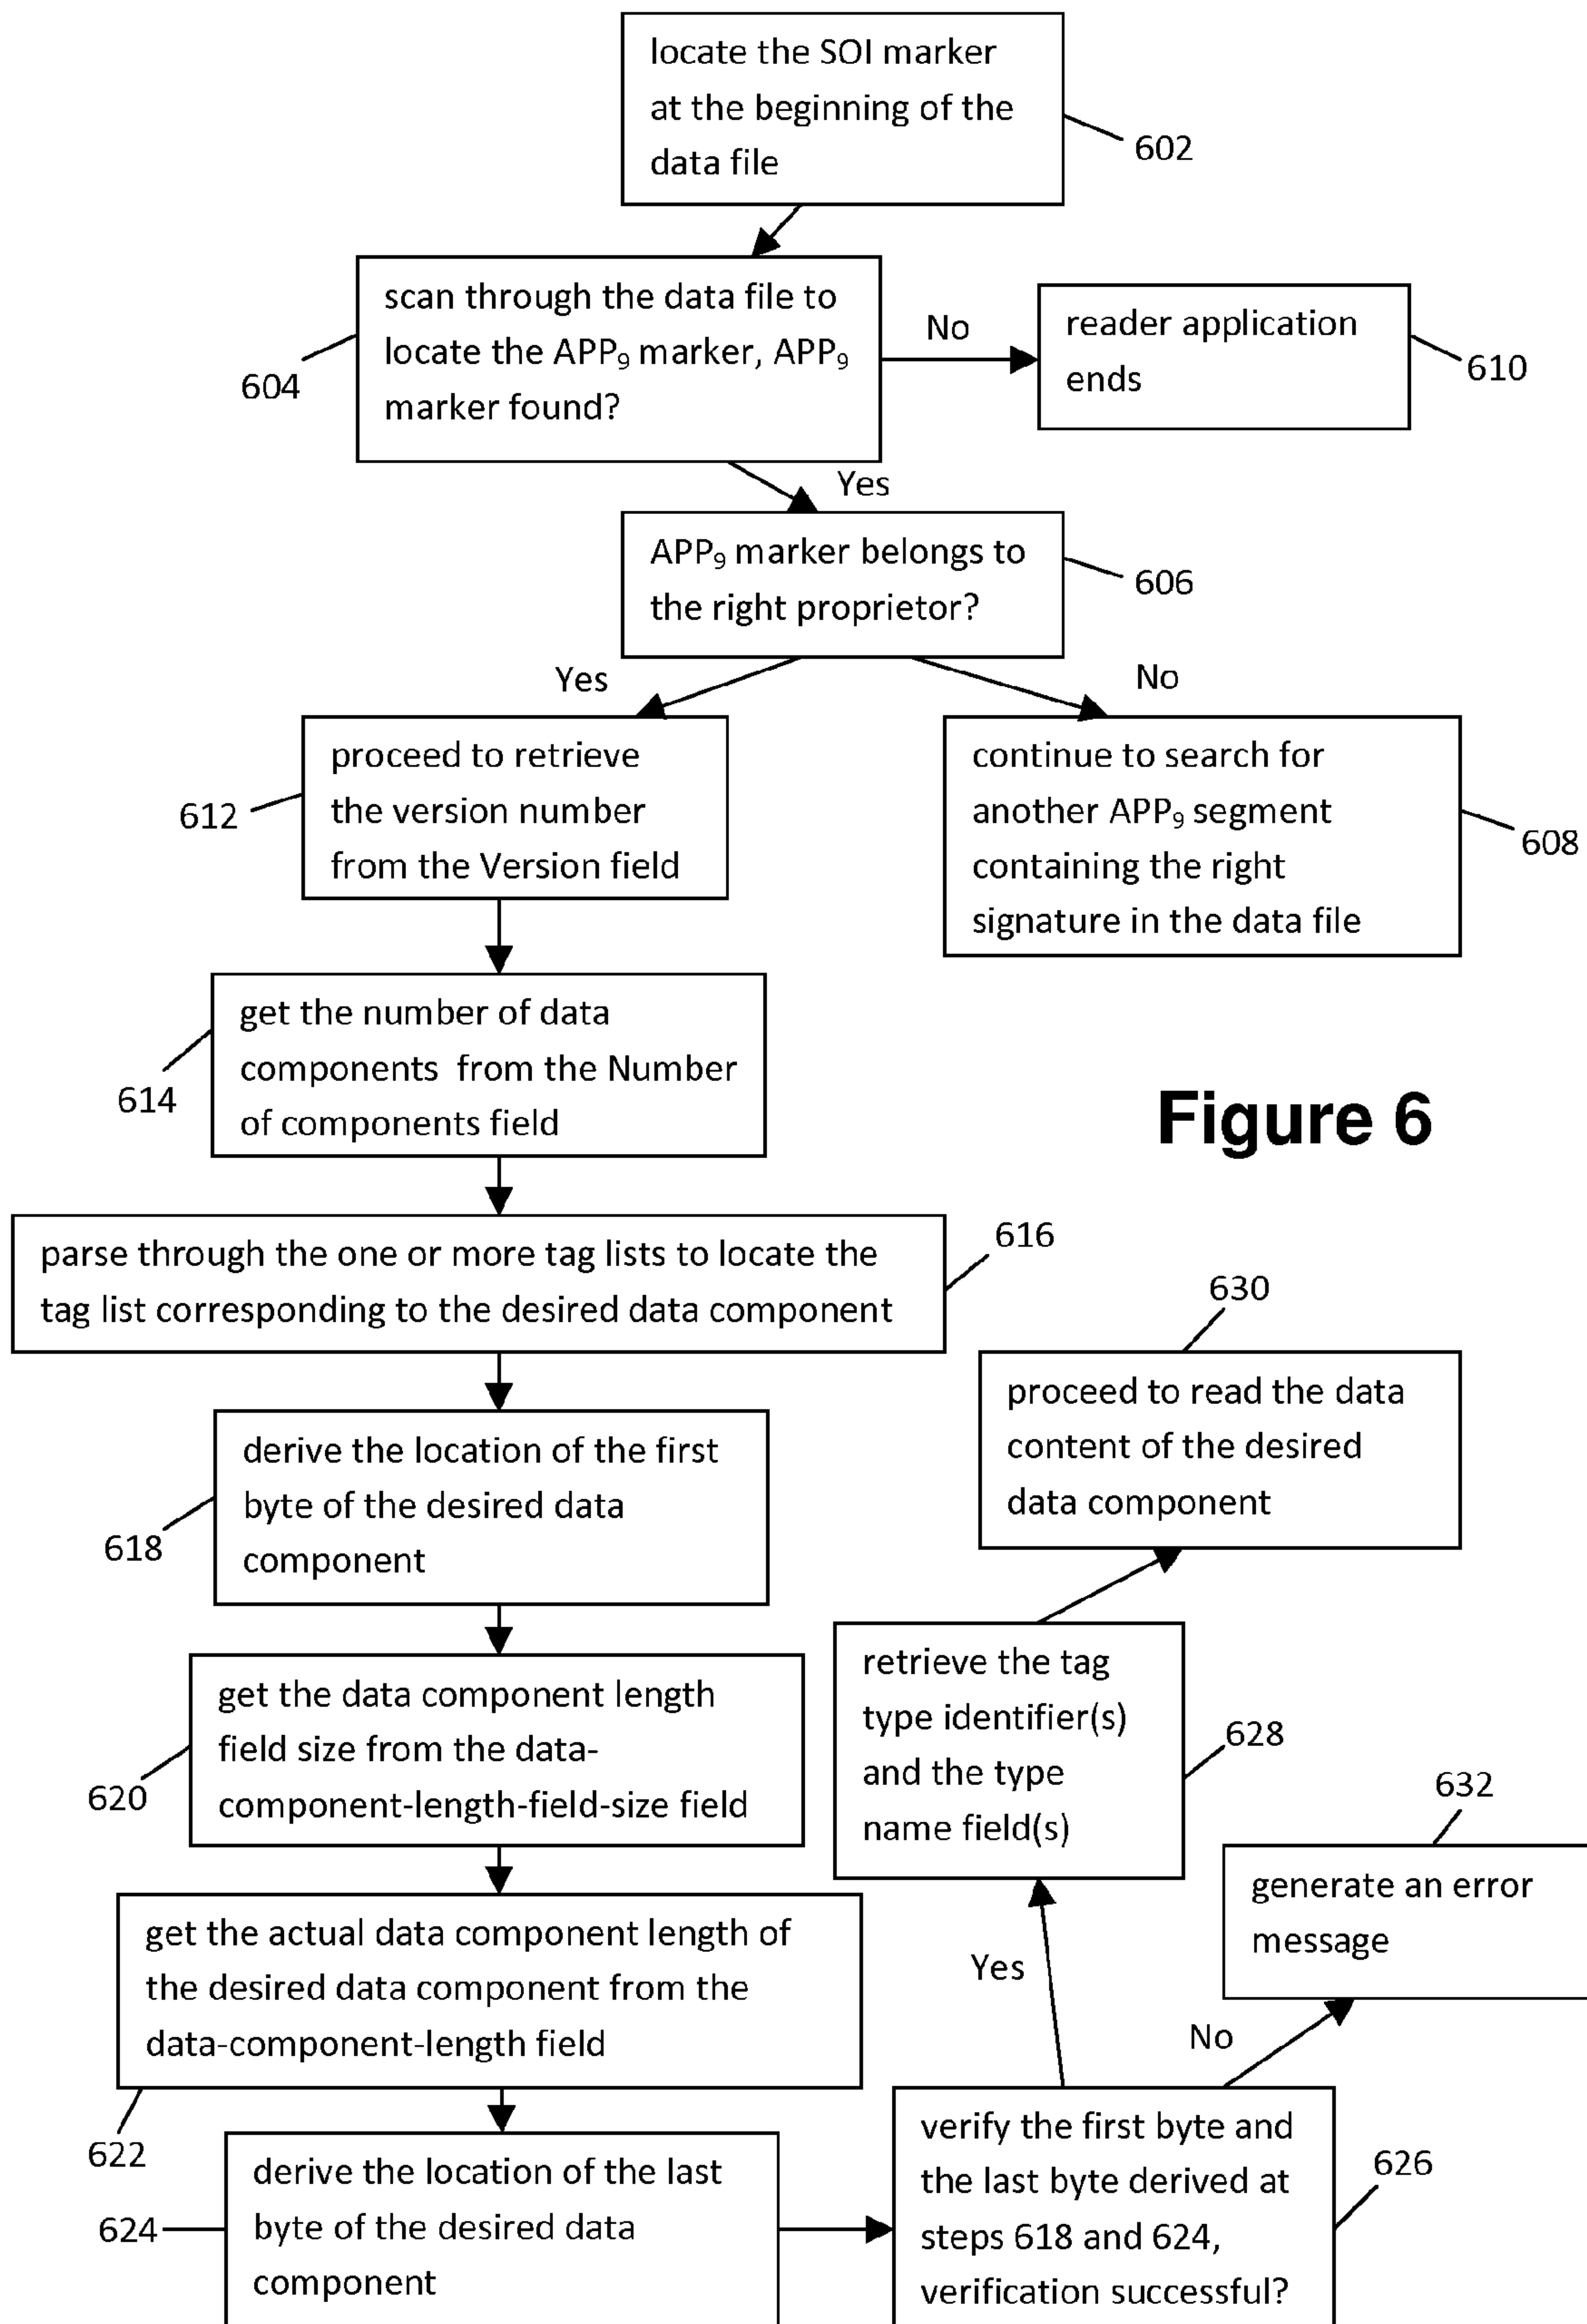 locate the SOI marker
at the beginning of the
data file
602
scan through the data file to
locate the APP₉ marker, APP₉
marker found?
604
No
reader application
ends
610
Yes
APP₉ marker belongs to
the right proprietor?
606
Yes
No
proceed to retrieve
the version number
from the Version field
612
continue to search for
another APP₉ segment
containing the right
signature in the data file
608
get the number of data
components from the Number
of components field
614
Figure 6
parse through the one or more tag lists to locate the
tag list corresponding to the desired data component
616
630
proceed to read the data
content of the desired
data component
derive the location of the first
byte of the desired data
component
618
get the data component length
field size from the data-
component-length-field-size field
620
retrieve the tag
type identifier(s)
and the type
name field(s)
628
632
generate an error
message
get the actual data component length of
the desired data component from the
data-component-length field
622
Yes
No
derive the location of the last
byte of the desired data
component
624
verify the first byte and
the last byte derived at
steps 618 and 624,
verification successful?
626